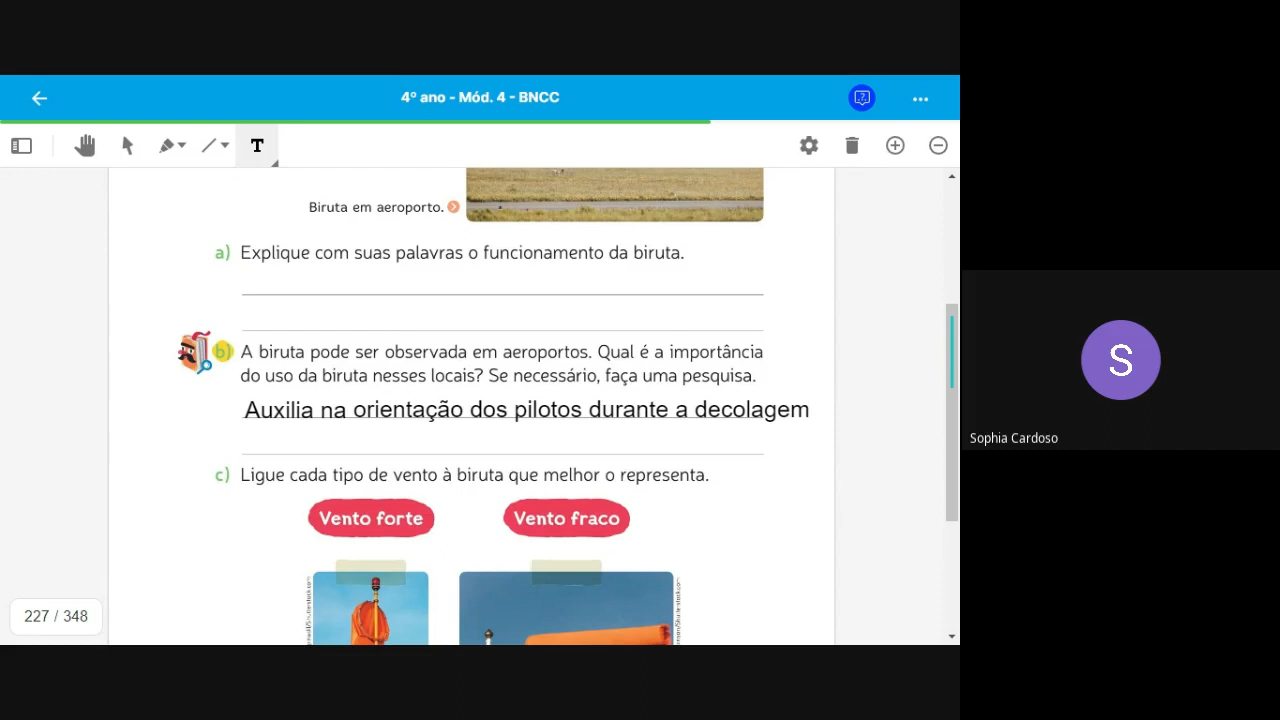 4º ano - Mód. 4 - BNCC
T
Biruta em aeroporto.
a) Explique com suas palavras o funcionamento da biruta.
b) A biruta pode ser observada em aeroportos. Qual é a importância
do uso da biruta nesses locais? Se necessário, faça uma pesquisa.
Auxilia na orientação dos pilotos durante a decolagem
c) Ligue cada tipo de vento à biruta que melhor o representa.
Vento forte
Vento fraco
227 / 348
S
Sophia Cardoso